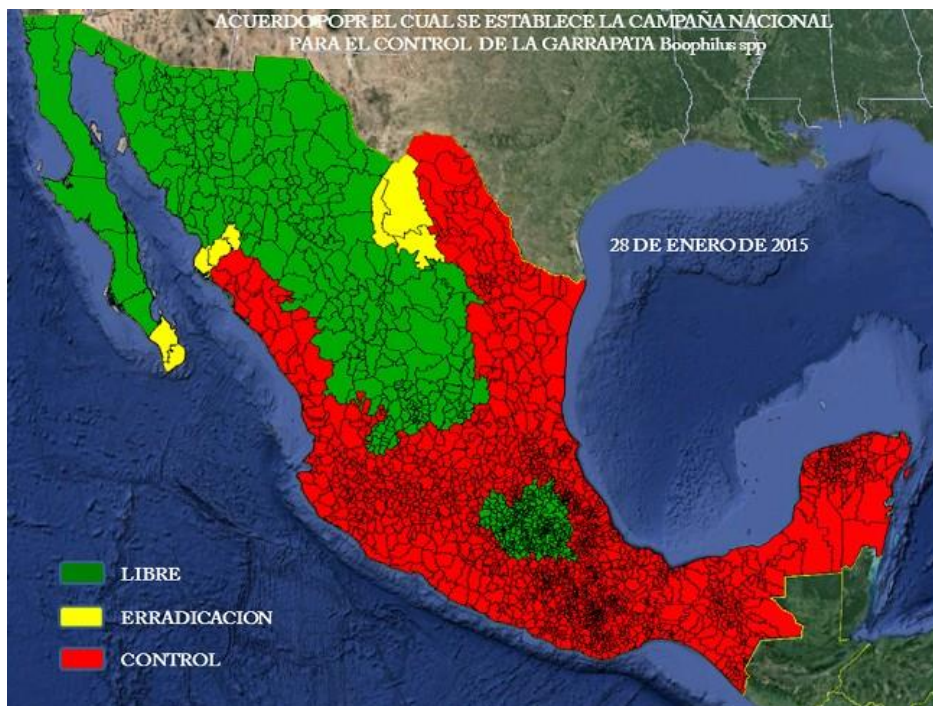 ACUERDO POPR EL CUAL SE ESTABLECE LA CAMPAÑA NACIONAL
PARA EL CONTROL DE LA GARRAPATA Boophilus spp
28 DE ENERO DE 2015
LIBRE
ERRADICACION
CONTROL